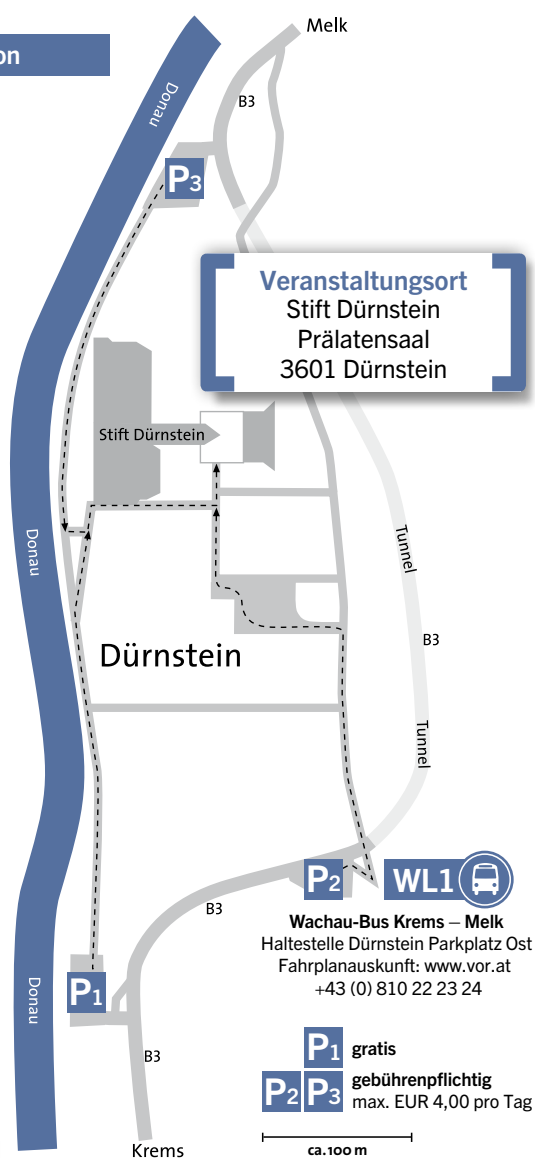 on
Melk
Donau
B3
P3
Veranstaltungsort
Stift Dürnstein
Prälatensaal
3601 Dürnstein
Stift Dürnstein
Donau
Tunnel
B3
Dürnstein
Tunnel
P2
WL1
B3
Wachau-Bus Krems – Melk
Haltestelle Dürnstein Parkplatz Ost
Fahrplanauskunft: www.vor.at
+43 (0) 810 22 23 24
Donau
P1
B3
P1 gratis
P2 P3 gebührenpflichtig
max. EUR 4,00 pro Tag
Krems
ca. 100 m